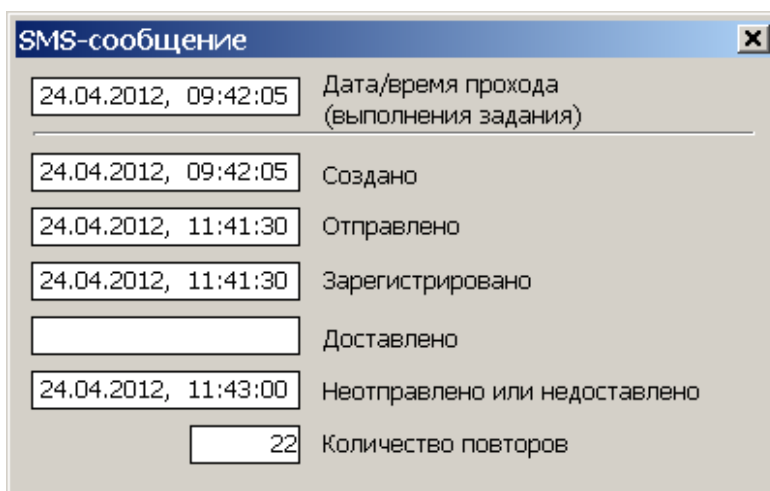 SMS-сообщение
24.04.2012, 09:42:05 Дата/время прохода
(выполнения задания)
24.04.2012, 09:42:05 Создано
24.04.2012, 11:41:30 Отправлено
24.04.2012, 11:41:30 Зарегистрировано
Доставлено
24.04.2012, 11:43:00 Неотправлено или недоставлено
22 Количество повторов